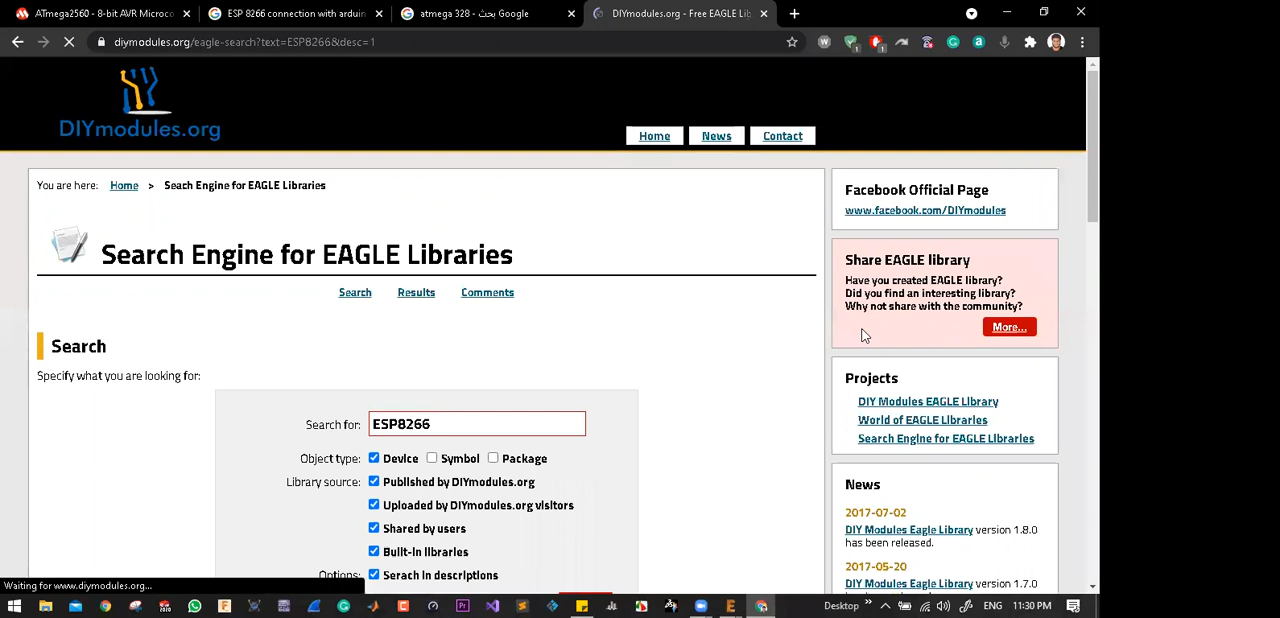 ATmega2560 - 8-bit AVR Microco
ESP 8266 connection with arduin
atmega 328 - بحث Google
DIYmodules.org - Free EAGLE Lib
diymodules.org/eagle-search?text=ESP8266&desc=1
DIYmodules.org
Home
News
Contact
You are here: Home > Seach Engine for EAGLE Libraries
Search Engine for EAGLE Libraries
Search
Results
Comments
Search
Specify what you are looking for:
Search for: ESP8266
Object type: Device Symbol Package
Library source: Published by DIYmodules.org
Uploaded by DIYmodules.org visitors
Shared by users
Built-in libraries
Options: Serach in descriptions
Facebook Official Page
www.facebook.com/DIYmodules
Share EAGLE library
Have you created EAGLE library?
Did you find an interesting library?
Why not share with the community?
More...
Projects
DIY Modules EAGLE Library
World of EAGLE Libraries
Search Engine for EAGLE Libraries
News
2017-07-02
DIY Modules Eagle Library version 1.8.0
has been released.
2017-05-20
DIY Modules Eagle Library version 1.7.0
Waiting for www.diymodules.org...
Desktop
ENG
11:30 PM